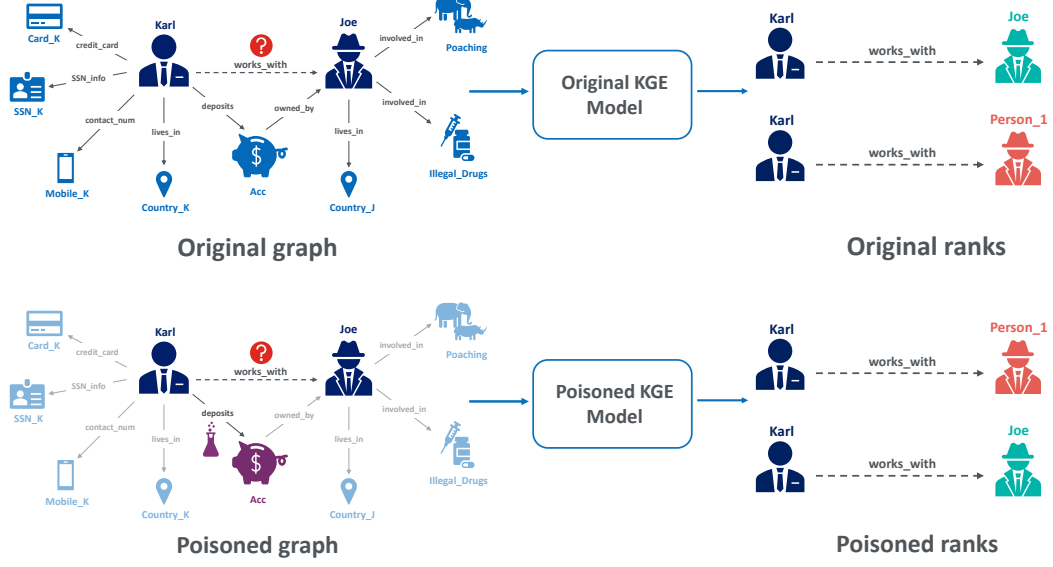 Karl
Joe
Card_K
credit_card
?
works_with
involved_in
Poaching
SSN_info
SSN_K
contact_num
deposits
owned_by
involved_in
lives_in
lives_in
$
Illegal_Drugs
Mobile_K
Country_K
Acc
Country_J
Original graph
Original KGE
Model
Karl
works_with
Joe
Karl
works_with
Person_1
Original ranks
Karl
Joe
Card_K
credit_card
?
works_with
involved_in
Poaching
SSN_info
SSN_K
contact_num
deposits
owned_by
involved_in
lives_in
lives_in
$
Illegal_Drugs
Mobile_K
Country_K
Acc
Country_J
Poisoned graph
Poisoned KGE
Model
Karl
works_with
Person_1
Karl
works_with
Joe
Poisoned ranks